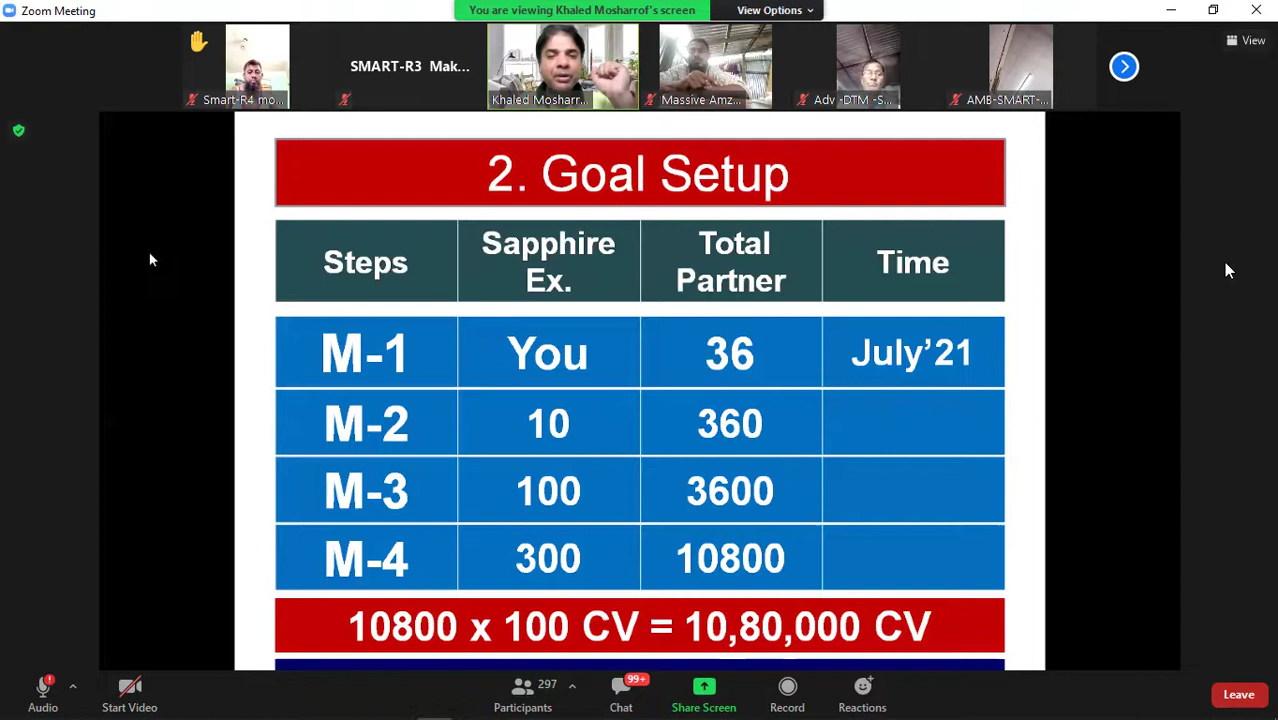 Zoom Meeting
You are viewing Khaled Mosharrof's screen
View Options
View
Smart-R4 mo...
SMART-R3 Mak...
Khaled Mosharr...
Massive Amz...
Adv -DTM -S...
AMB-SMART-...
2. Goal Setup
Steps
Sapphire
Ex.
Total
Partner
Time
M-1 You 36 July’21
M-2 10 360
M-3 100 3600
M-4 300 10800
10800 x 100 CV = 10,80,000 CV
Audio
Start Video
297
Participants
99+
Chat
Share Screen
Record
Reactions
Leave